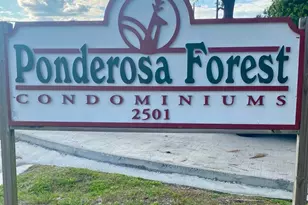 Ponderosa Forest
CONDOMINIUMS
2501